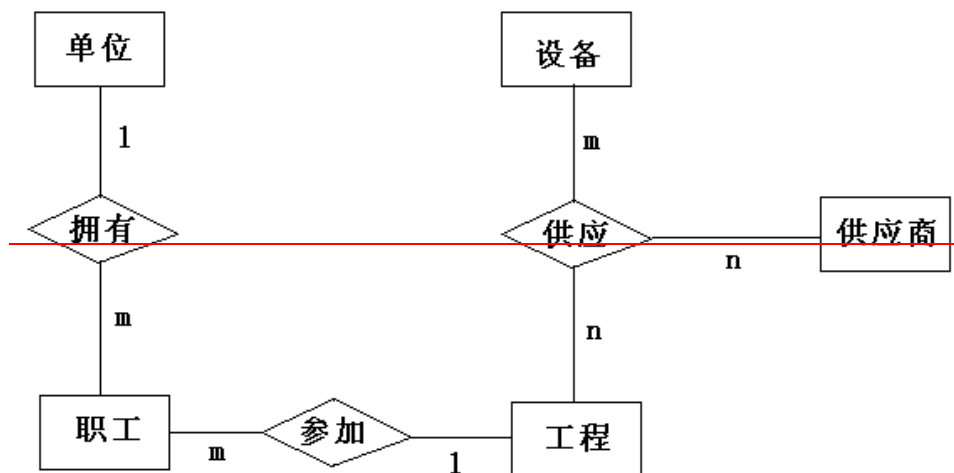 单位 设备
1 m
拥有 供应 供应商
n
m n
职工 参加 工程
m 1